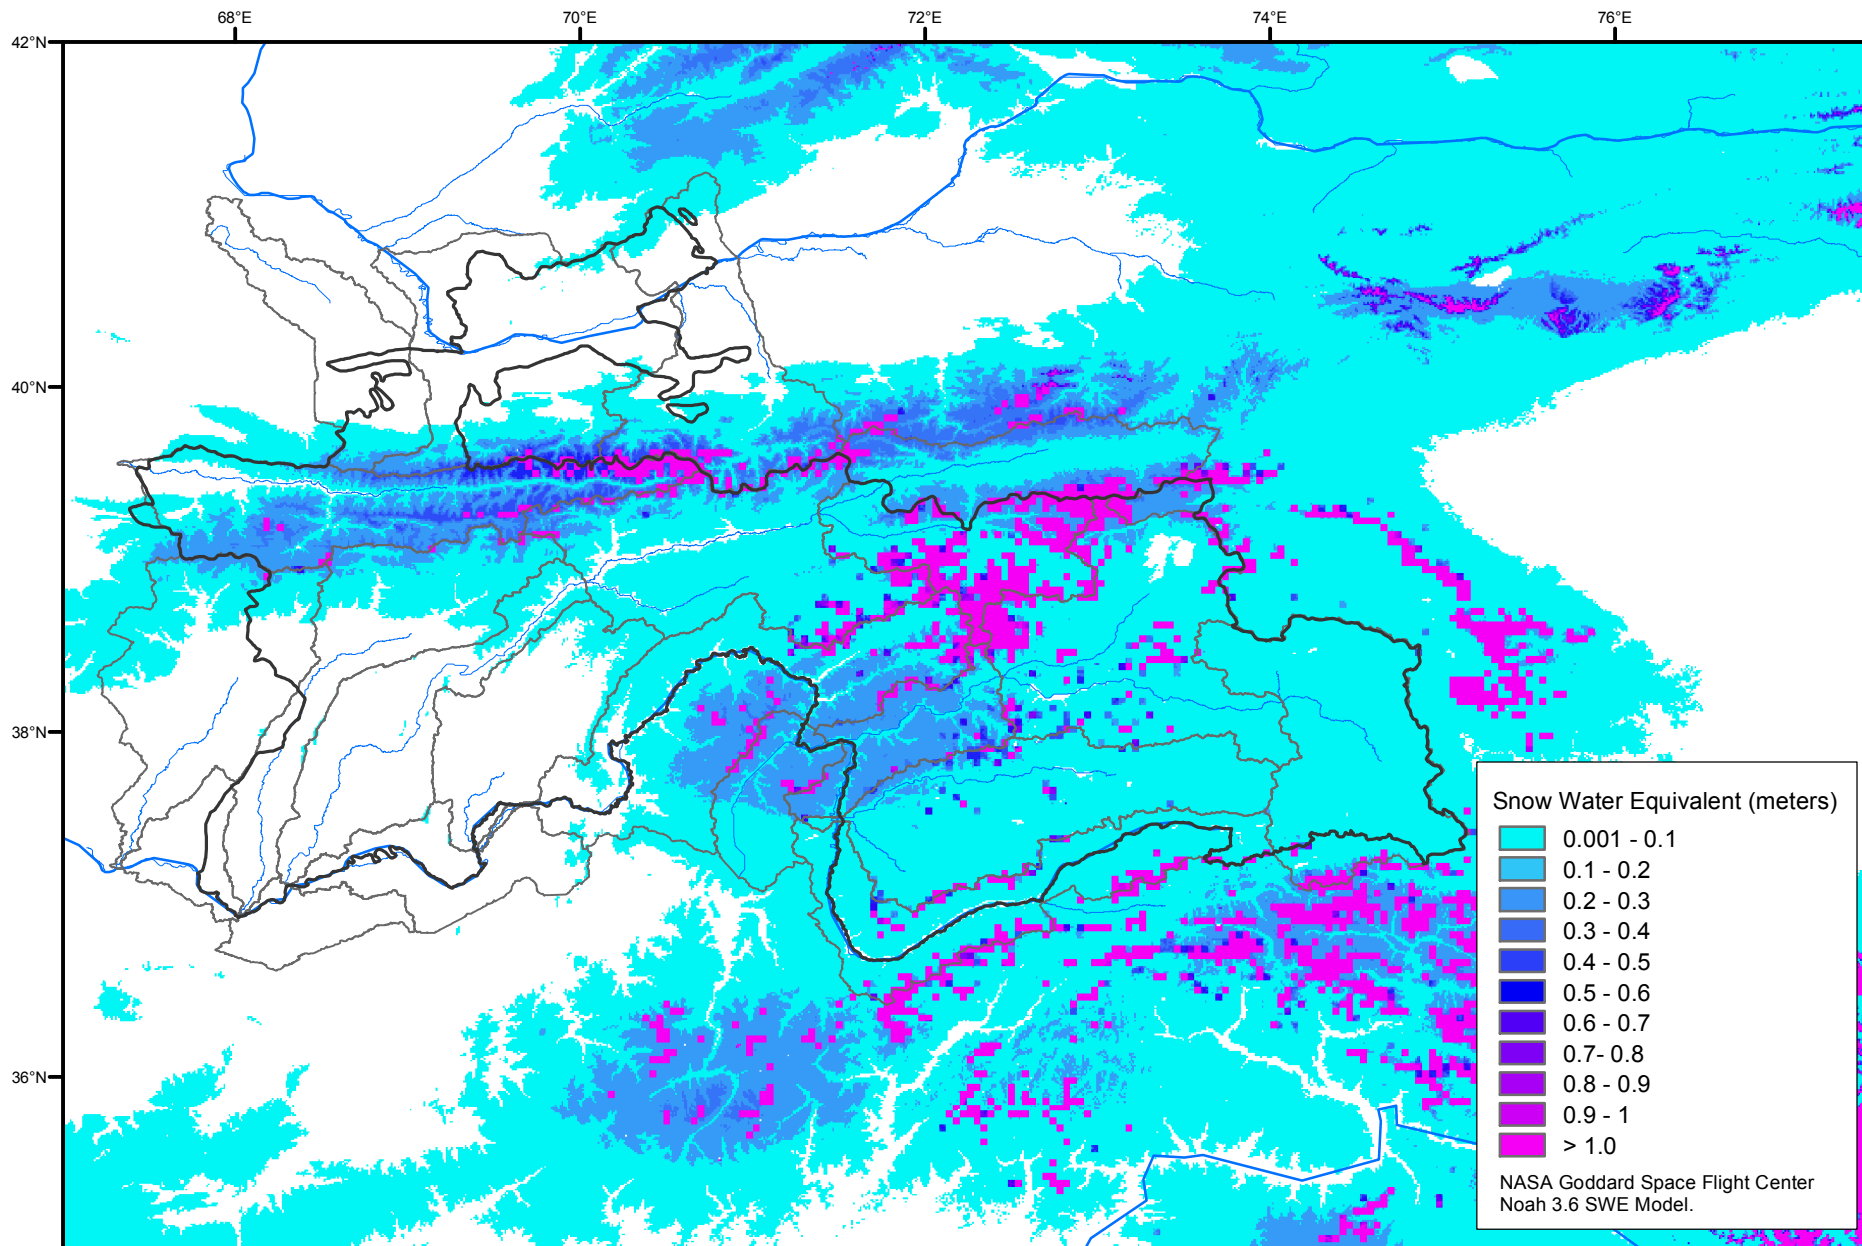 68°E 70°E 72°E 74°E 76°E
42°N
40°N
38°N
36°N
Snow Water Equivalent (meters)
0.001 - 0.1
0.1 - 0.2
0.2 - 0.3
0.3 - 0.4
0.4 - 0.5
0.5 - 0.6
0.6 - 0.7
0.7- 0.8
0.8 - 0.9
0.9 - 1
> 1.0
NASA Goddard Space Flight Center
Noah 3.6 SWE Model.